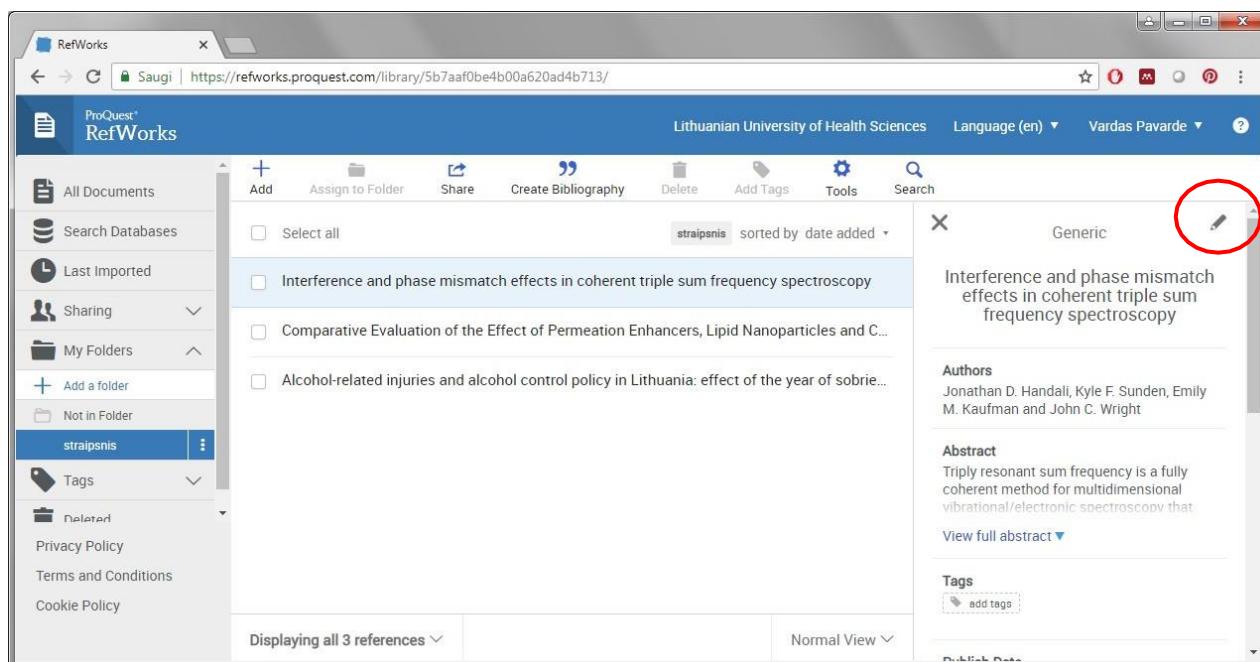 RefWorks
Saugi https://refworks.proquest.com/library/5b7aaf0be4b00a620ad4b713/
ProQuest®
RefWorks
Lithuanian University of Health Sciences Language (en) Vardas Pavarde ?
All Documents
Search Databases
Last Imported
Sharing
My Folders
Add a folder
Not in Folder
straipsnis
Tags
Deleted
Privacy Policy
Terms and Conditions
Cookie Policy
Add Assign to Folder Share Create Bibliography Delete Add Tags Tools Search
Select all straipsnis sorted by date added
Interference and phase mismatch effects in coherent triple sum frequency spectroscopy
Comparative Evaluation of the Effect of Permeation Enhancers, Lipid Nanoparticles and C...
Alcohol-related injuries and alcohol control policy in Lithuania: effect of the year of sobrie...
Displaying all 3 references Normal View
Generic
Interference and phase mismatch
effects in coherent triple sum
frequency spectroscopy
Authors
Jonathan D. Handali, Kyle F. Sunden, Emily
M. Kaufman and John C. Wright
Abstract
Triply resonant sum frequency is a fully
coherent method for multidimensional
vibrational/electronic spectroscopy that
View full abstract
Tags
add tags
Publish Date